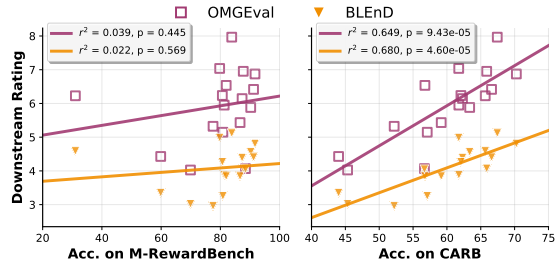 OMGEval BLEnD
r² = 0.039, p = 0.445
r² = 0.022, p = 0.569
r² = 0.649, p = 9.43e-05
r² = 0.680, p = 4.60e-05
Downstream Rating
8
7
6
5
4
3
20 40 60 80 100
40 45 50 55 60 65 70 75
Acc. on M-RewardBench
Acc. on CARB